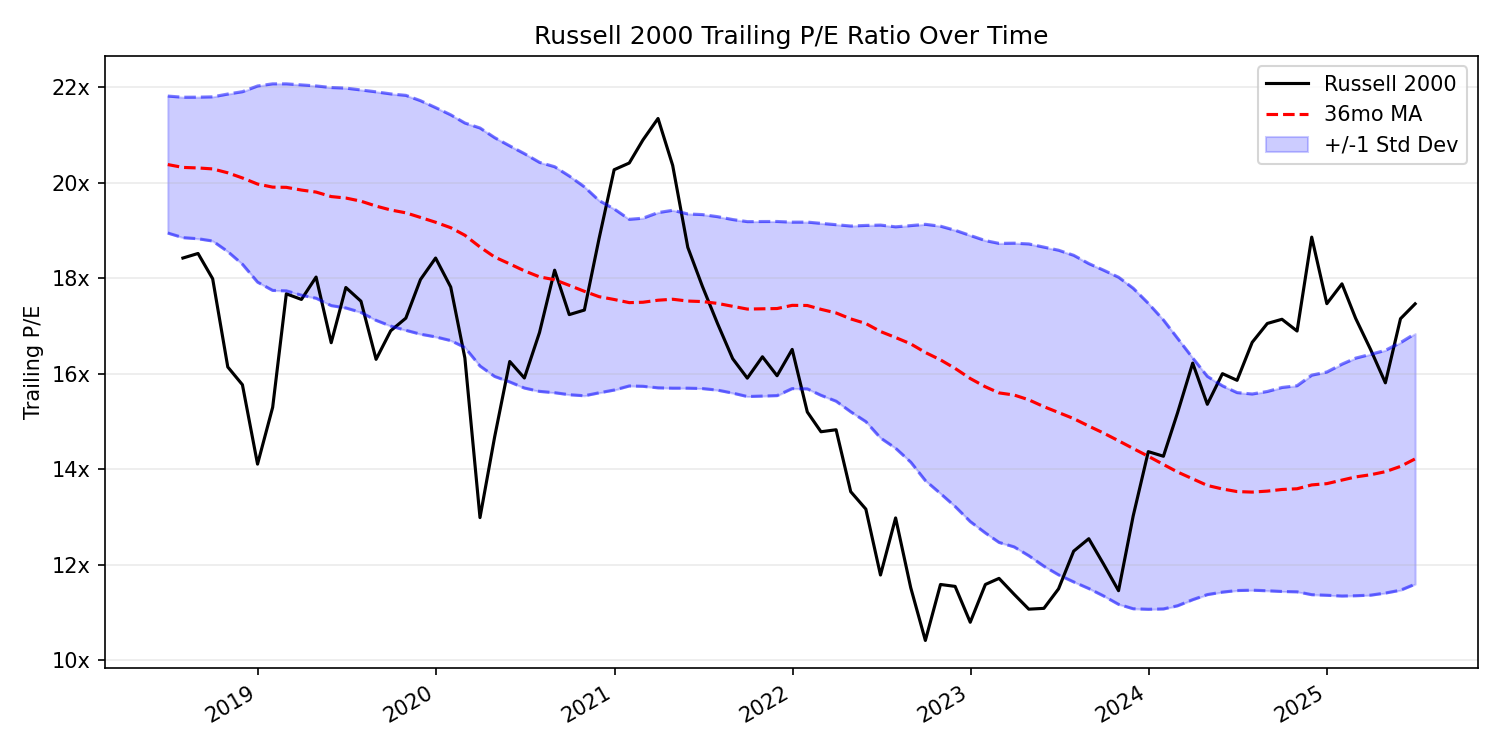 Russell 2000 Trailing P/E Ratio Over Time
Trailing P/E
22x
20x
18x
16x
14x
12x
10x
Russell 2000
36mo MA
+/-1 Std Dev
2019
2020
2021
2022
2023
2024
2025